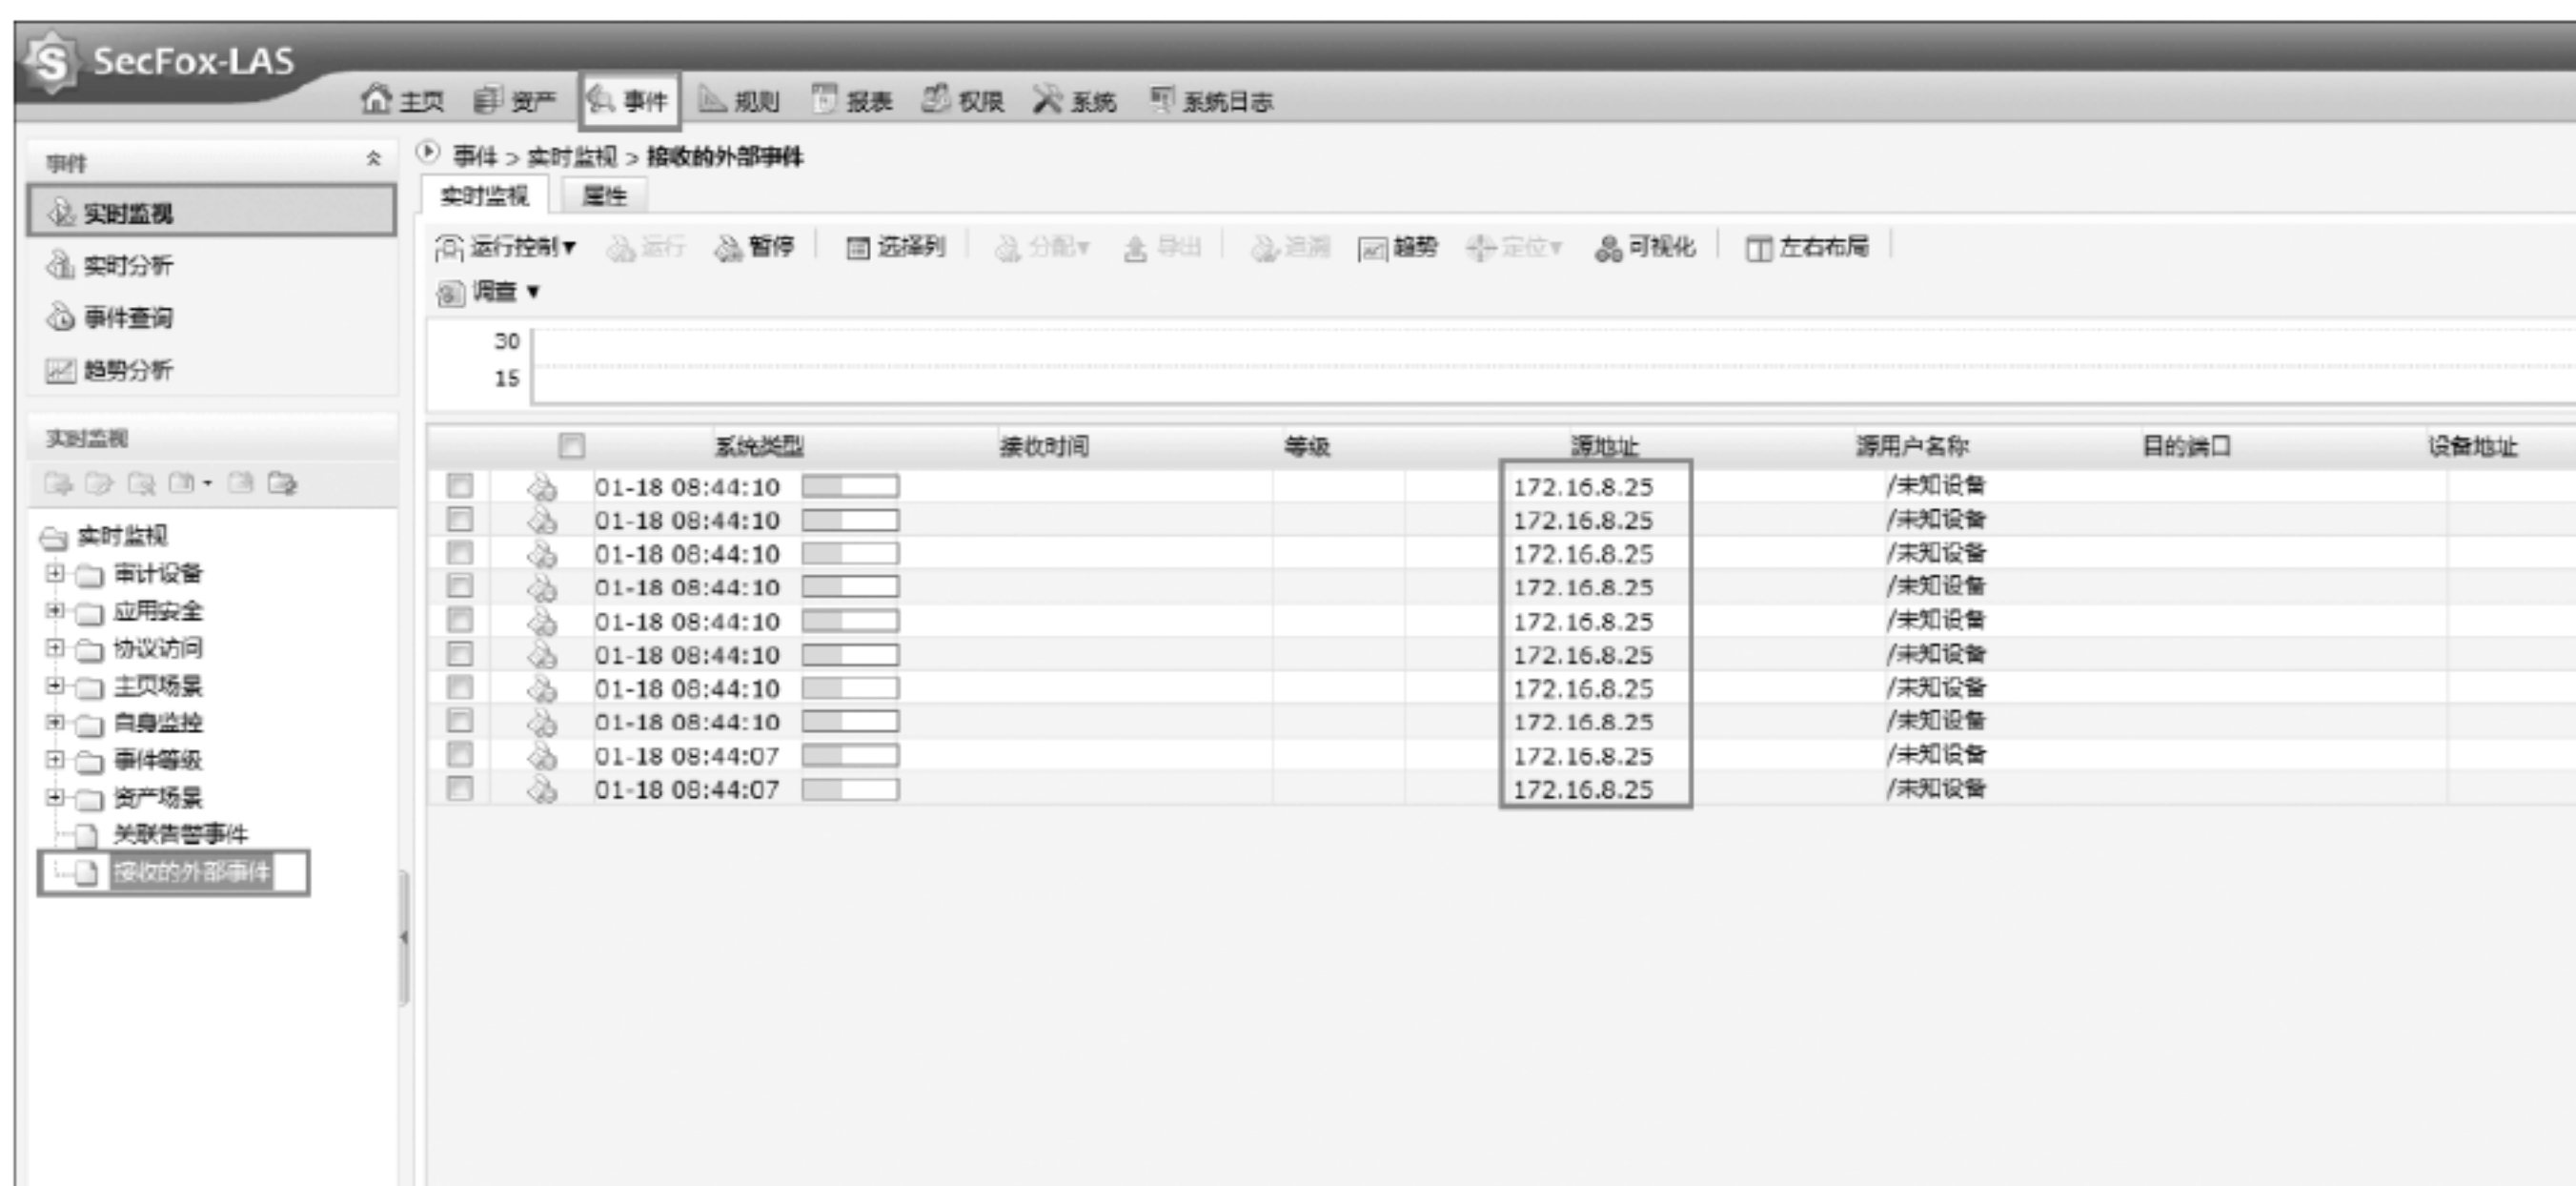 SecFox-LAS
主页 资产 事件 规则 报表 权限 系统 系统日志
事件
实时监视
实时分析
事件查询
趋势分析
实时监视
实时监视
审计设备
应用安全
协议访问
主页场景
自身监控
事件等级
资产场景
关联告警事件
接收的外部事件
事件 > 实时监视 > 接收的外部事件
实时监视 属性
运行控制▼ 运行 暂停 选择列 分配▼ 导出 追溯 趋势 定位▼ 可视化 左右布局
调查 ▼
30
15
系统类型 接收时间 等级 源地址 源用户名称 目的端口 设备地址
01-18 08:44:10 172.16.8.25 /未知设备
01-18 08:44:10 172.16.8.25 /未知设备
01-18 08:44:10 172.16.8.25 /未知设备
01-18 08:44:10 172.16.8.25 /未知设备
01-18 08:44:10 172.16.8.25 /未知设备
01-18 08:44:10 172.16.8.25 /未知设备
01-18 08:44:10 172.16.8.25 /未知设备
01-18 08:44:10 172.16.8.25 /未知设备
01-18 08:44:07 172.16.8.25 /未知设备
01-18 08:44:07 172.16.8.25 /未知设备